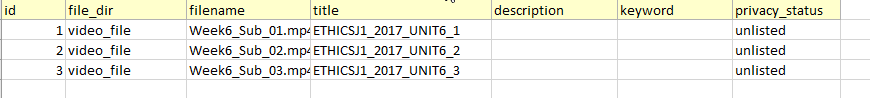 id file_dir filename title description keyword privacy_status
1 video_file Week6_Sub_01.mp4 ETHICSJ1_2017_UNIT6_1 unlisted
2 video_file Week6_Sub_02.mp4 ETHICSJ1_2017_UNIT6_2 unlisted
3 video_file Week6_Sub_03.mp4 ETHICSJ1_2017_UNIT6_3 unlisted